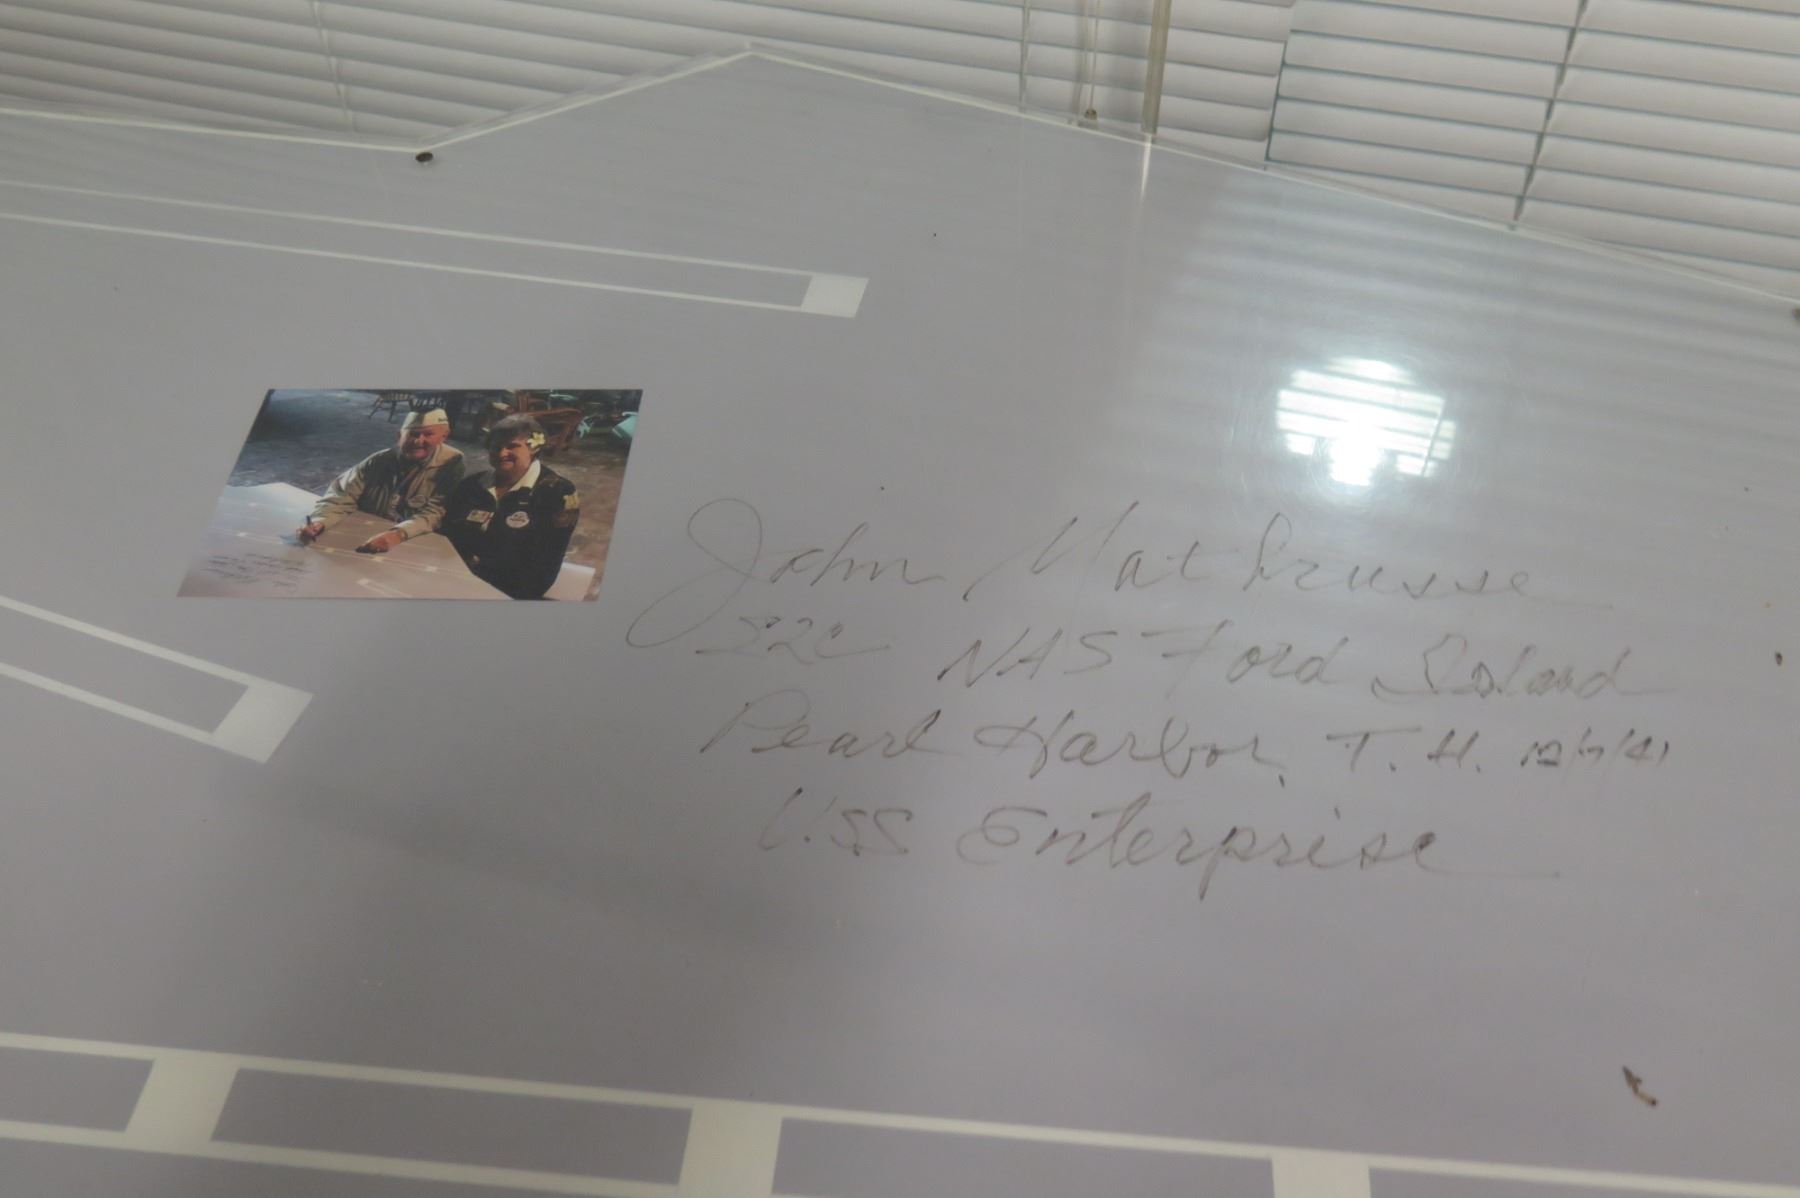 John Mathrusse
S2c NAS Ford Island
Pearl Harbor, T. H. 12/7/41
USS Enterprise